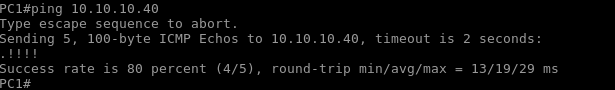 PC1#ping 10.10.10.40
Type escape sequence to abort.
Sending 5, 100-byte ICMP Echos to 10.10.10.40, timeout is 2 seconds:
.!!!!
Success rate is 80 percent (4/5), round-trip min/avg/max = 13/19/29 ms
PC1#